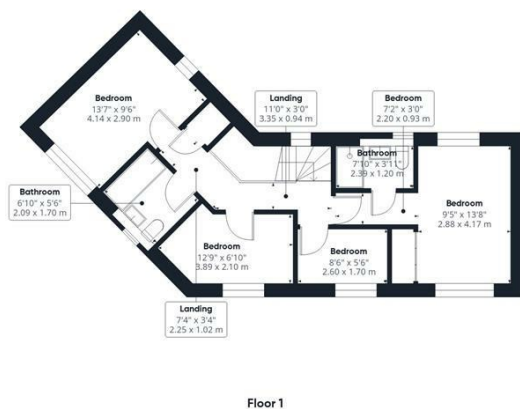 Bedroom
13'7" x 9'6"
4.14 x 2.90 m
Landing
11'0" x 3'0"
3.35 x 0.94 m
Bedroom
7'2" x 3'0"
2.20 x 0.93 m
Bathroom
7'10" x 3'11"
2.39 x 1.20 m
Bathroom
6'10" x 5'6"
2.09 x 1.70 m
Bedroom
9'5" x 13'8"
2.88 x 4.17 m
Bedroom
12'9" x 6'10"
3.89 x 2.10 m
Bedroom
8'6" x 5'6"
2.60 x 1.70 m
Landing
7'4" x 3'4"
2.25 x 1.02 m
Floor 1